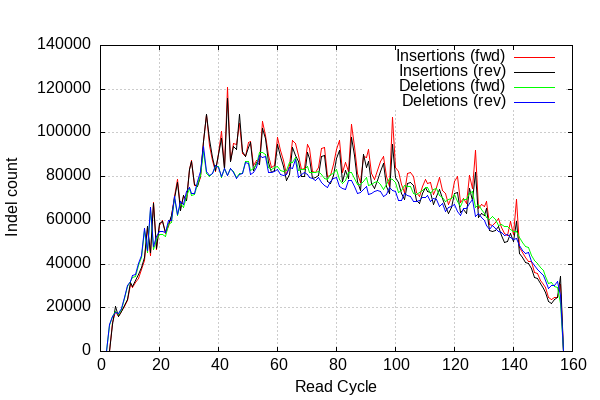 140000
120000
100000
80000
60000
40000
20000
0
Indel count
Insertions (fwd)
Insertions (rev)
Deletions (fwd)
Deletions (rev)
0 20 40 60 80 100 120 140 160
Read Cycle